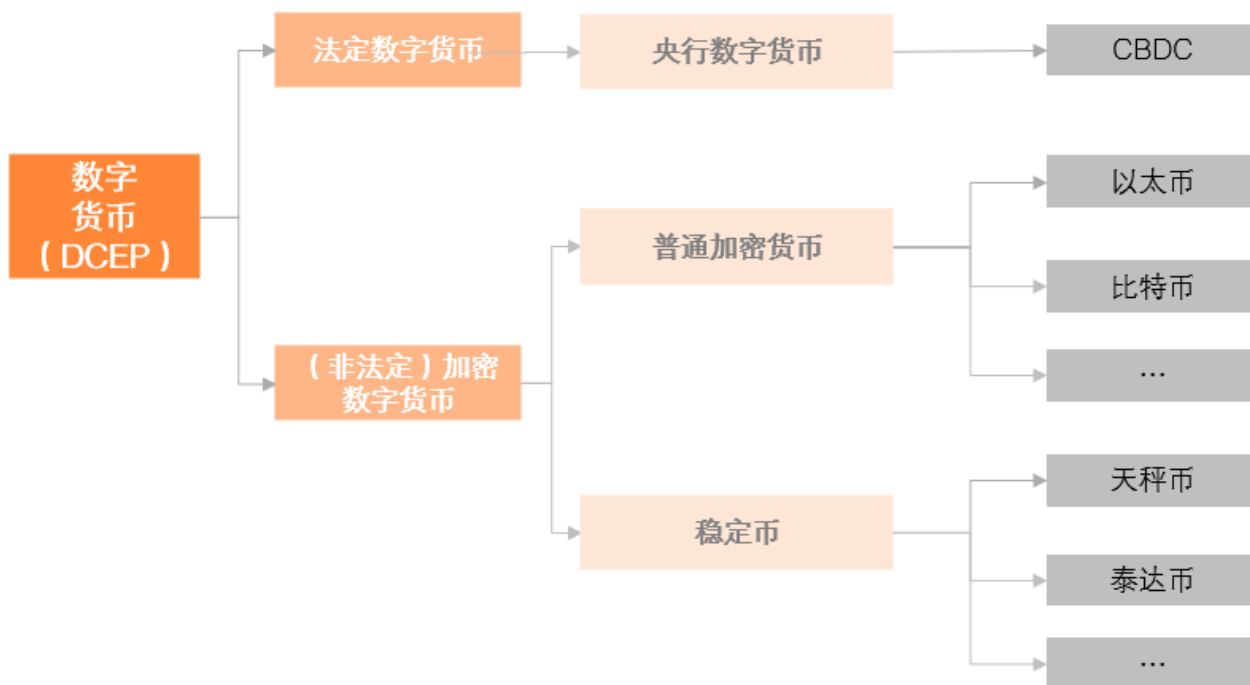 数字
货币
（DCEP）
法定数字货币
央行数字货币
CBDC
（非法定）加密
数字货币
普通加密货币
以太币
比特币
…
稳定币
天秤币
泰达币
…